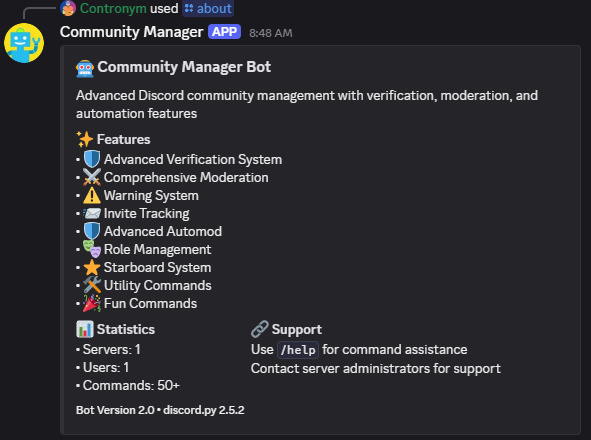 Contronym used about
Community Manager APP 8:48 AM
Community Manager Bot
Advanced Discord community management with verification, moderation, and
automation features
Features
• Advanced Verification System
• Comprehensive Moderation
• Warning System
• Invite Tracking
• Advanced Automod
• Role Management
• Starboard System
• Utility Commands
• Fun Commands
Statistics
• Servers: 1
• Users: 1
• Commands: 50+
Support
Use /help for command assistance
Contact server administrators for support
Bot Version 2.0 • discord.py 2.5.2